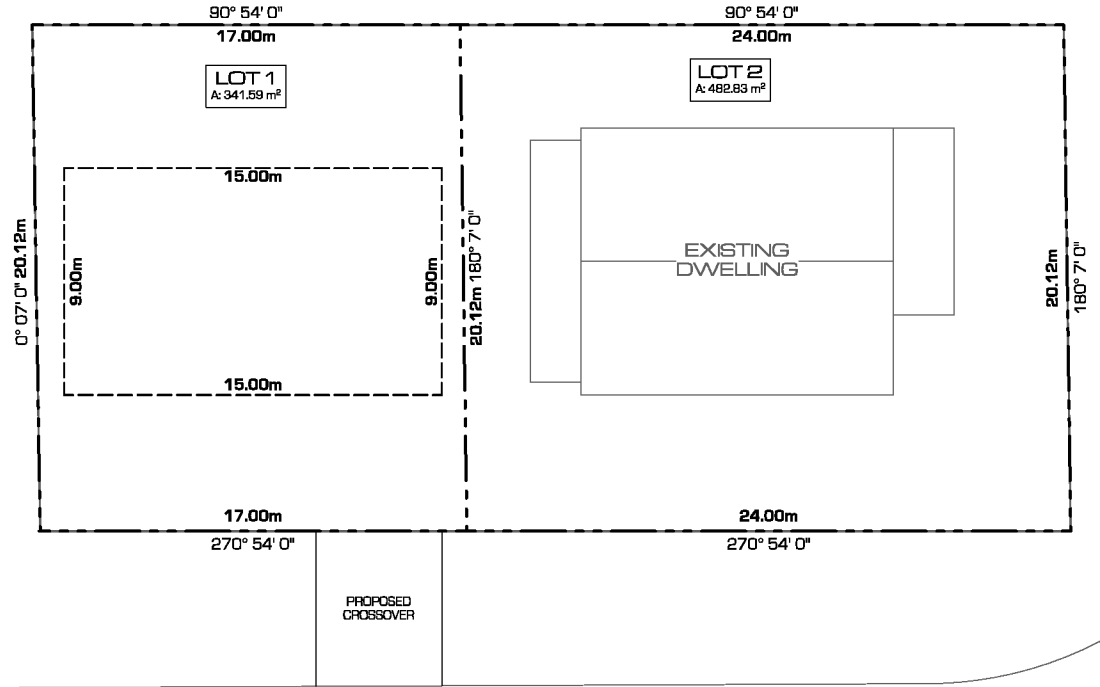 90° 54' 0"
17.00m
90° 54' 0"
24.00m
LOT 1
A: 341.59 m²
LOT 2
A: 482.83 m²
15.00m
0° 07' 0" 20.12m
9.00m
9.00m
20.12m 180° 7' 0"
EXISTING
DWELLING
20.12m
180° 7' 0"
15.00m
17.00m
270° 54' 0"
24.00m
270° 54' 0"
PROPOSED
CROSSOVER